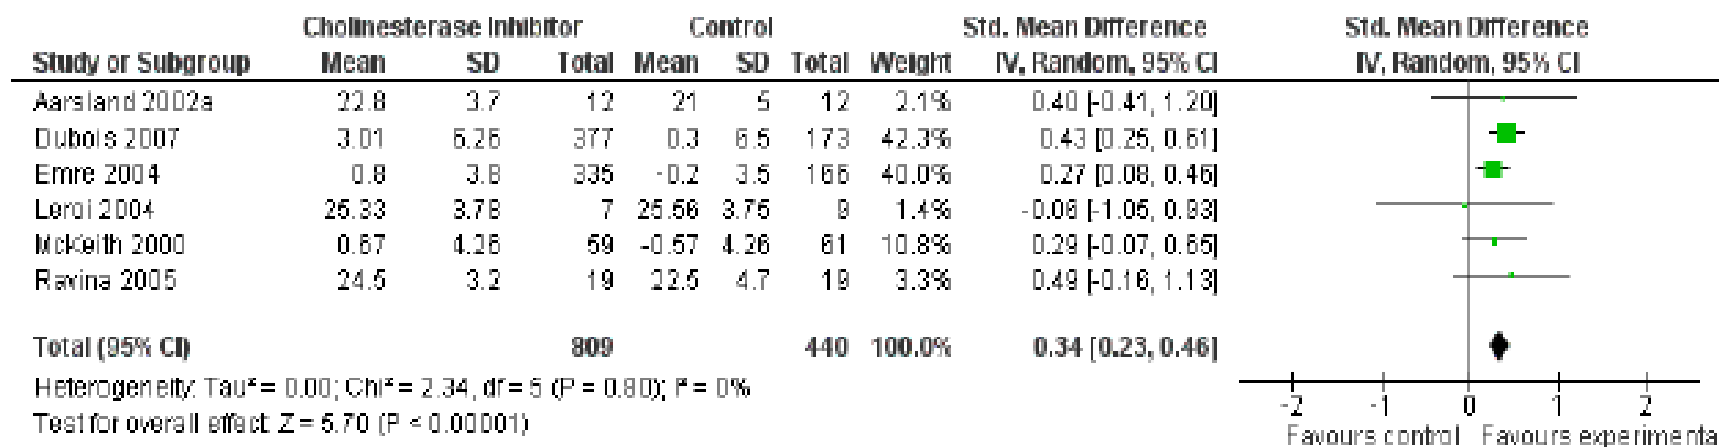 Cholinesterase Inhibitor Control Std. Mean Difference Std. Mean Difference
Study or Subgroup Mean SD Total Mean SD Total Weight IV, Random, 95% CI IV, Random, 95% CI
Aarsland 2002a 22.8 3.7 12 21 5 12 2.1% 0.40 [-0.41, 1.20]
Dubois 2007 3.01 6.26 377 0.3 6.5 173 42.3% 0.43 [0.25, 0.61]
Emre 2004 0.8 3.8 335 -0.2 3.5 166 40.0% 0.27 [0.08, 0.46]
Leroi 2004 25.33 3.78 7 25.56 3.75 9 1.4% -0.06 [-1.05, 0.93]
McKeith 2000 0.67 4.26 59 -0.57 4.26 61 10.8% 0.29 [-0.07, 0.65]
Ravina 2005 24.5 3.2 19 22.5 4.7 19 3.3% 0.49 [-0.16, 1.13]
Total (95% CI) 809 440 100.0% 0.34 [0.23, 0.46]
Heterogeneity: Tau² = 0.00; Chi² = 2.34, df = 5 (P = 0.80); I² = 0%
Test for overall effect: Z = 5.70 (P < 0.00001)
-2 -1 0 1 2
Favours control Favours experimenta